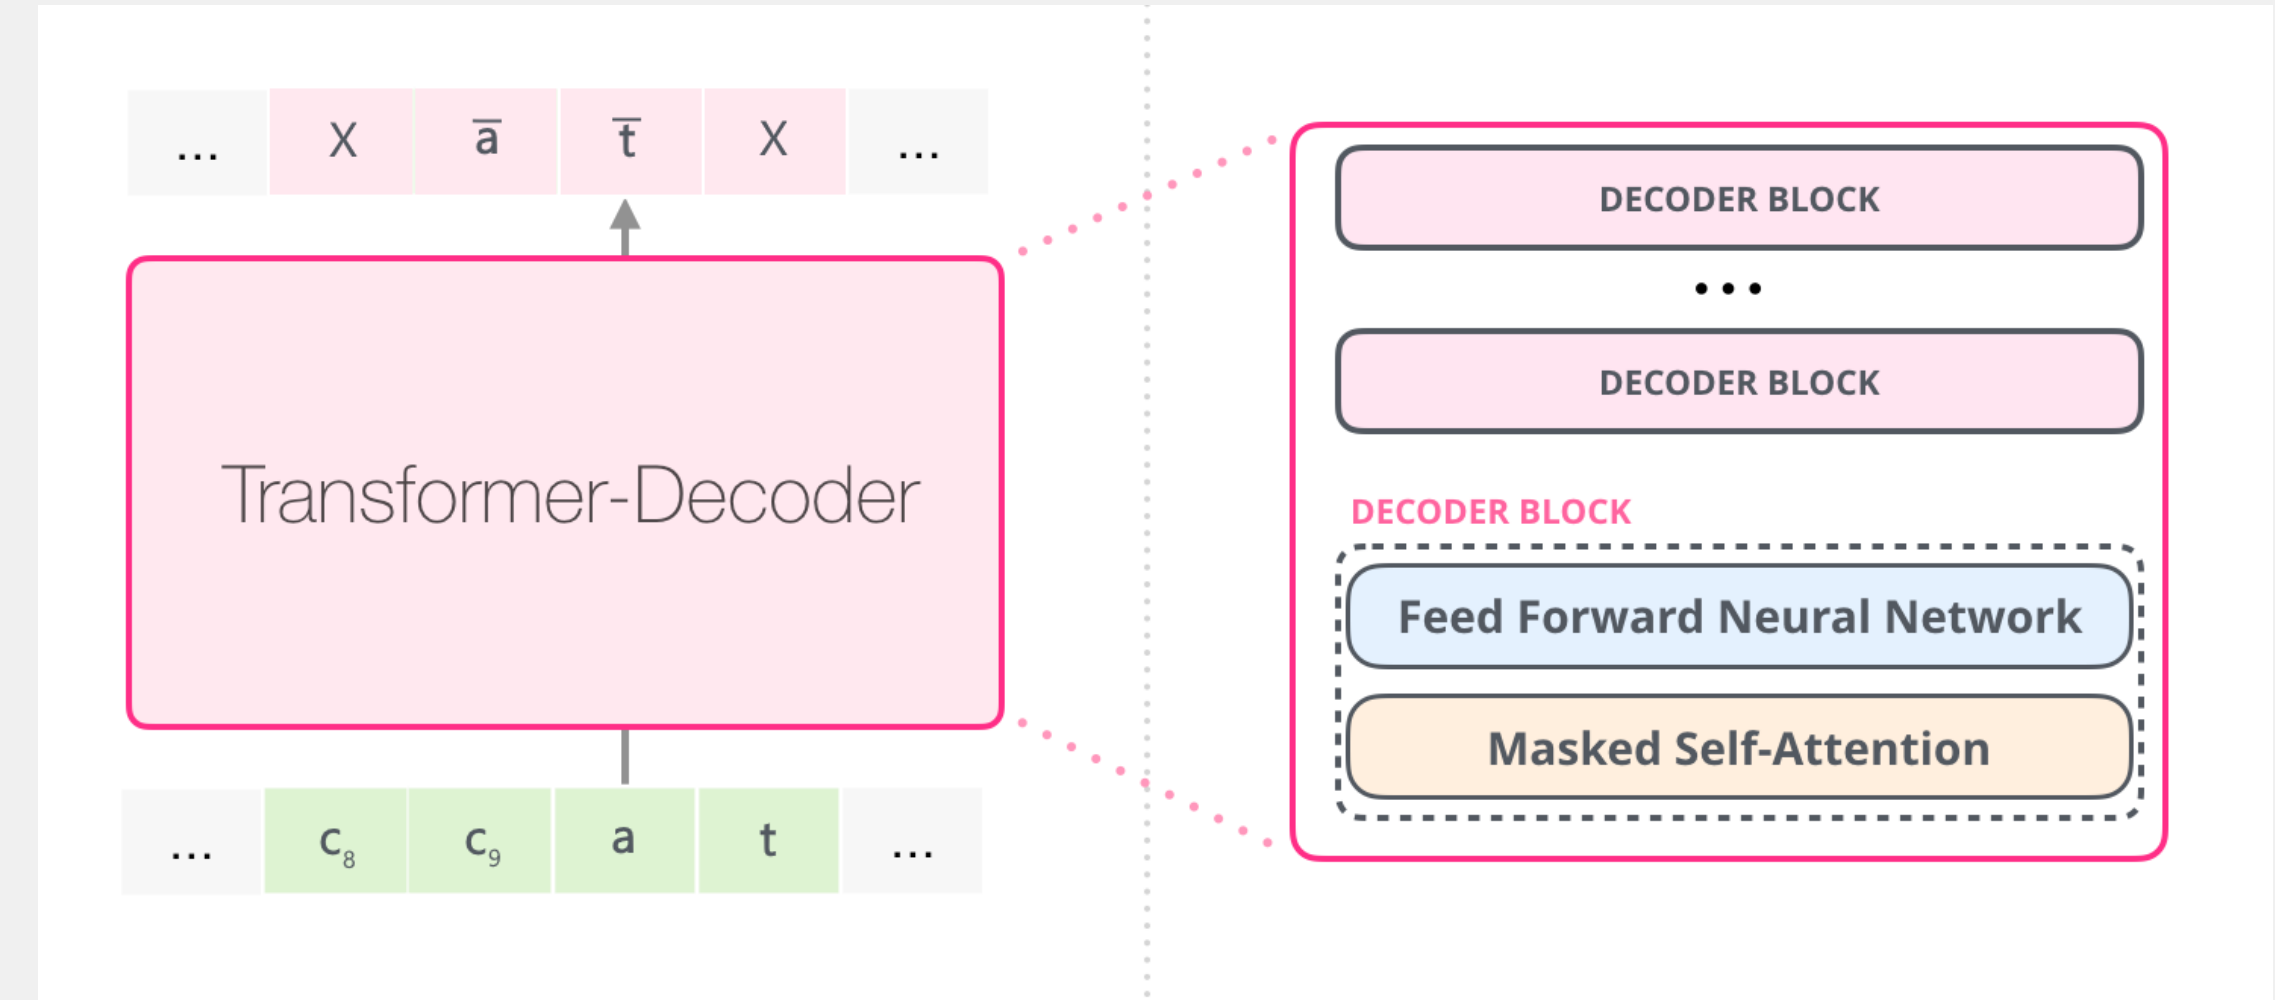 ... X a̅ t̅ X ...
Transformer-Decoder
... c₈ c₉ a t ...
DECODER BLOCK
...
DECODER BLOCK
DECODER BLOCK
Feed Forward Neural Network
Masked Self-Attention